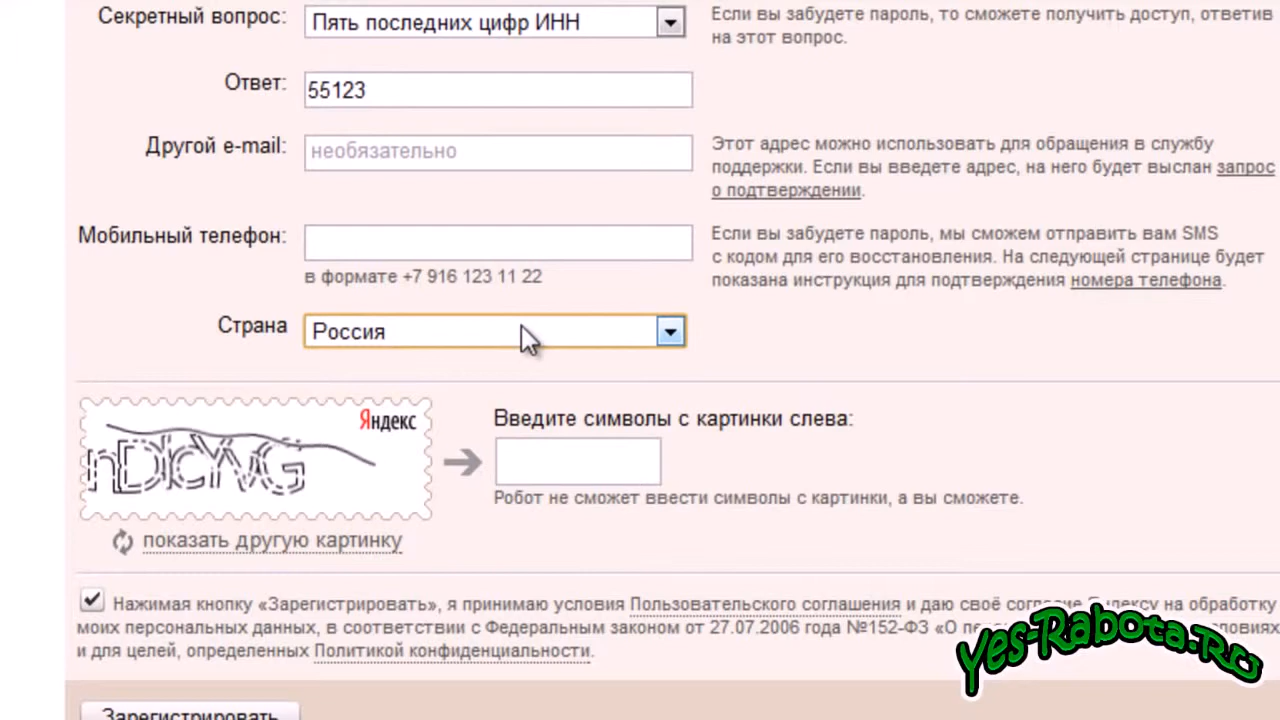 Секретный вопрос:
Пять последних цифр ИНН
Если вы забудете пароль, то сможете получить доступ, ответив
на этот вопрос.
Ответ:
55123
Другой e-mail:
необязательно
Этот адрес можно использовать для обращения в службу
поддержки. Если вы введете адрес, на него будет выслан запрос
о подтверждении.
Мобильный телефон:
в формате +7 916 123 11 22
Если вы забудете пароль, мы сможем отправить вам SMS
с кодом для его восстановления. На следующей странице будет
показана инструкция для подтверждения номера телефона.
Страна
Россия
Яндекс
Введите символы с картинки слева:
Робот не сможет ввести символы с картинки, а вы сможете.
показать другую картинку
Нажимая кнопку «Зарегистрировать», я принимаю условия Пользовательского соглашения и даю своё согласие Яндексу на обработку
моих персональных данных, в соответствии с Федеральным законом от 27.07.2006 года №152-ФЗ «О условиях
и для целей, определенных Политикой конфиденциальности.
Yes-Rabota.Ru
Зарегистрировать